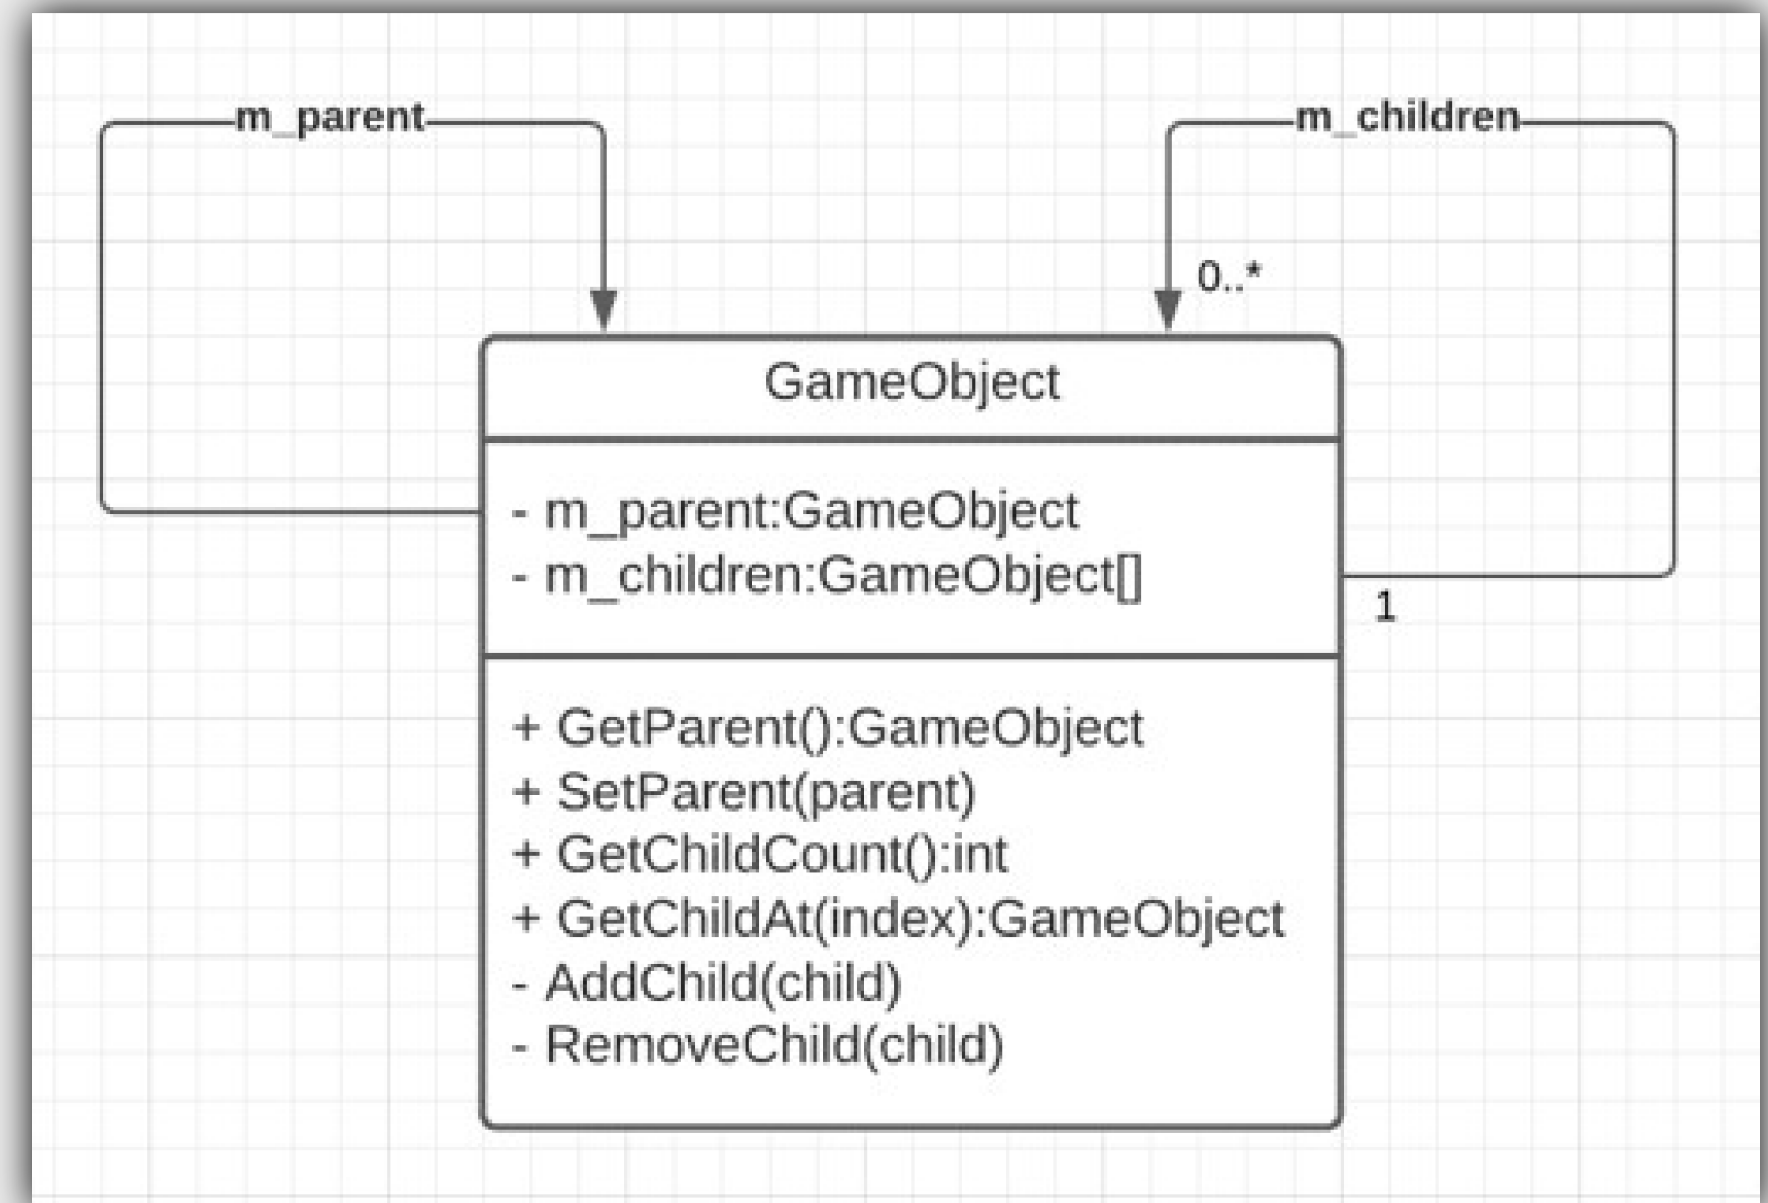 m_parent
m_children
0..*
GameObject
- m_parent:GameObject
- m_children:GameObject[]
1
+ GetParent():GameObject
+ SetParent(parent)
+ GetChildCount():int
+ GetChildAt(index):GameObject
- AddChild(child)
- RemoveChild(child)